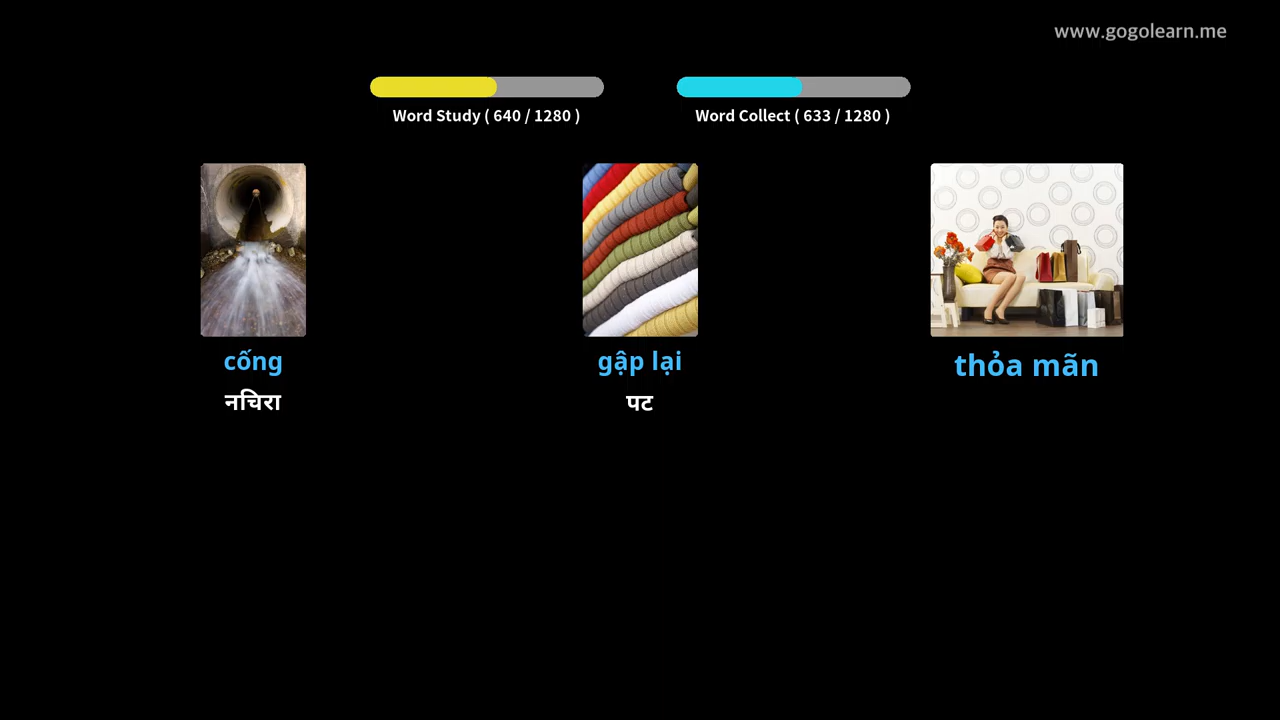 www.gogolearn.me
Word Study ( 640 / 1280 )
Word Collect ( 633 / 1280 )
cống
gập lại
thỏa mãn
नचिरा
पट